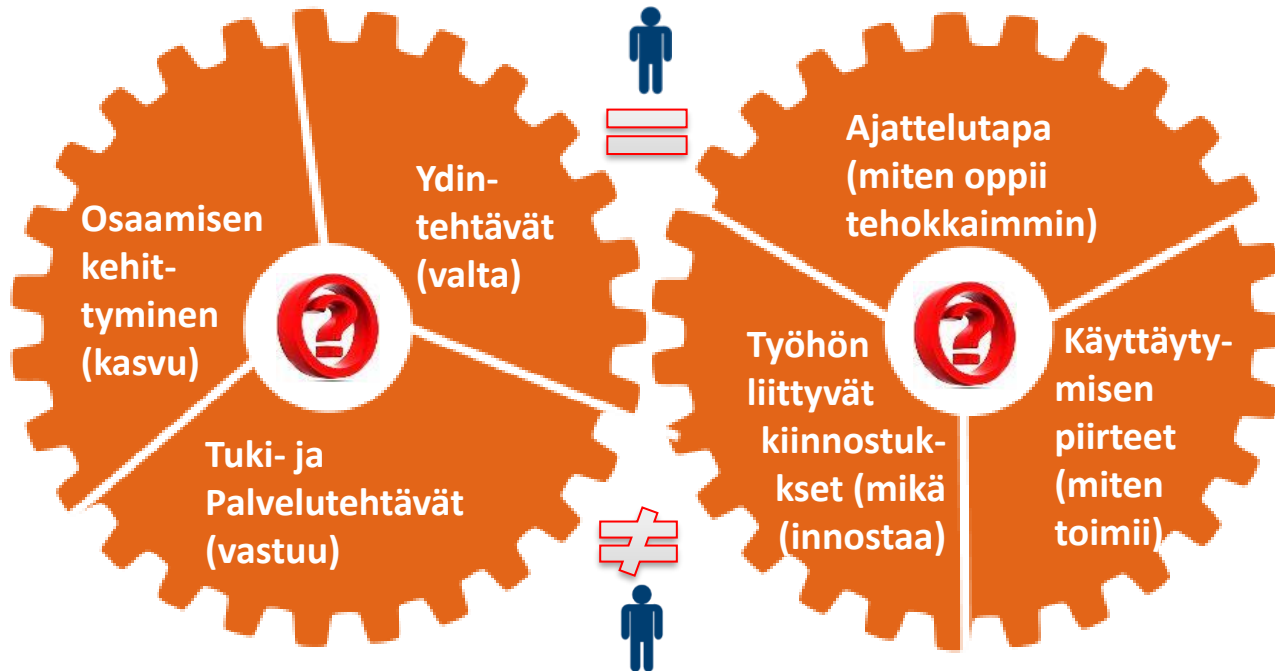 Osaamisen
kehit-
tyminen
(kasvu)
Ydin-
tehtävät
(valta)
Tuki- ja
Palvelutehtävät
(vastuu)
?
=
≠
Ajattelutapa
(miten oppii
tehokkaimmin)
Työhön
liittyvät
kiinnostuk-
kset (mikä
(innostaa)
?
Käyttäyty-
misen
piirteet
(miten
toimii)